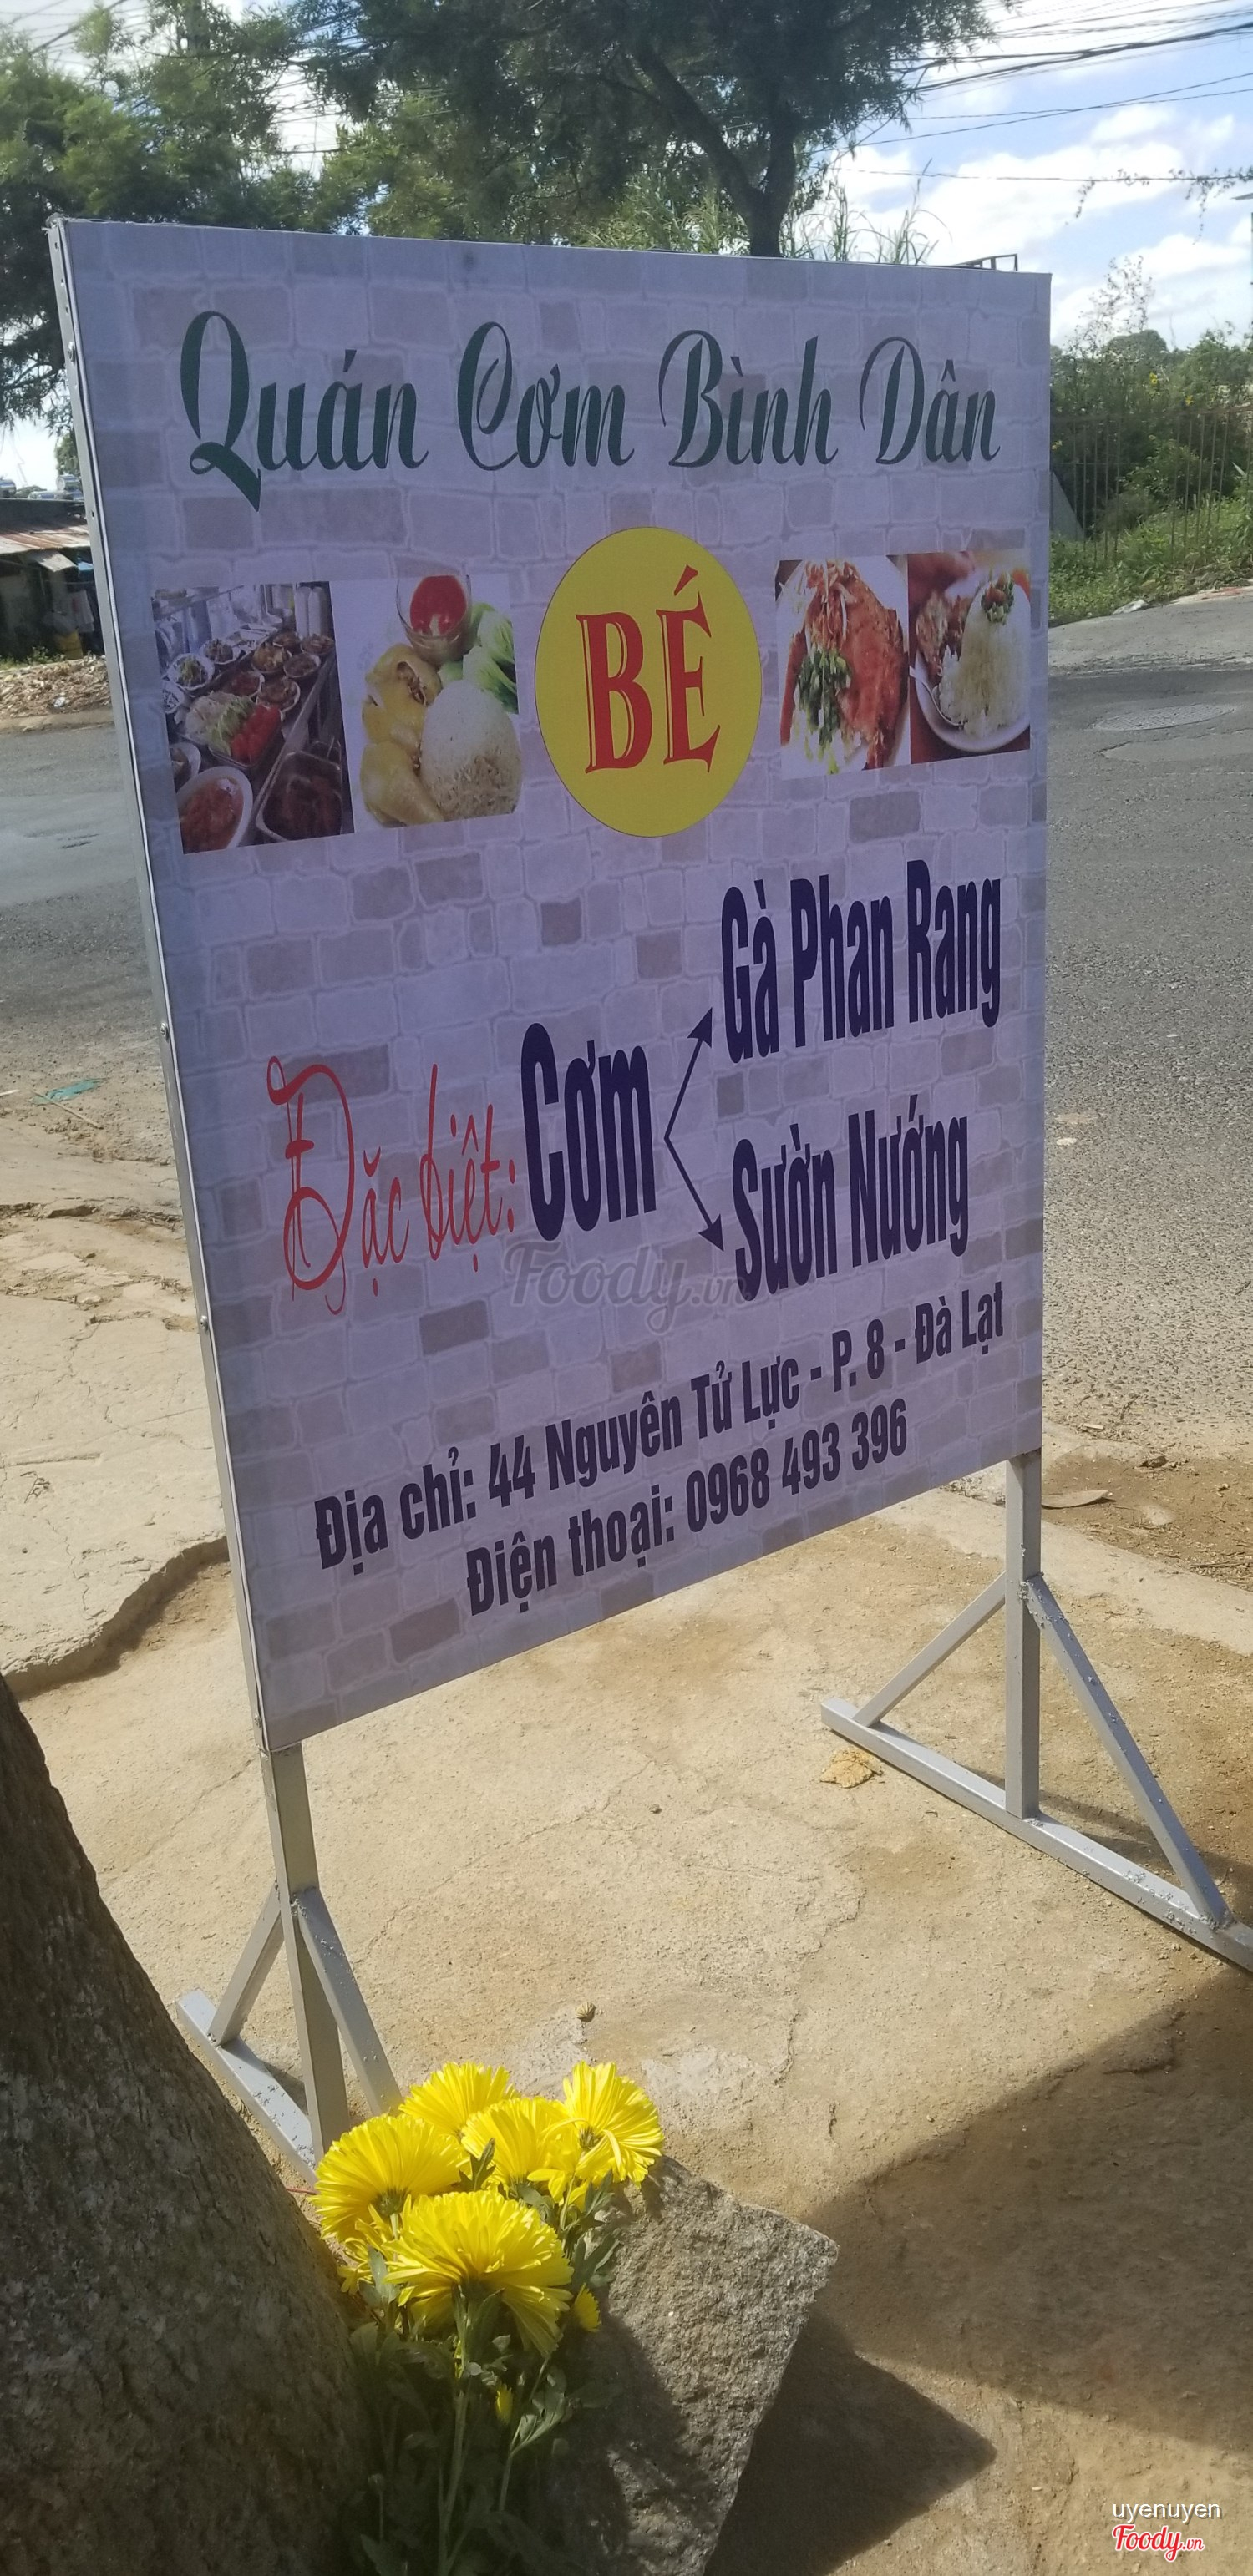 Quán Cơm Bình Dân
BÉ
Đặc biệt: Cơm
Gà Phan Rang
Sườn Nướng
Foody.vn
Địa chỉ: 44 Nguyên Tử Lực - P. 8 - Đà Lạt
Điện thoại: 0968 493 396
uyenuyen
Foody.vn